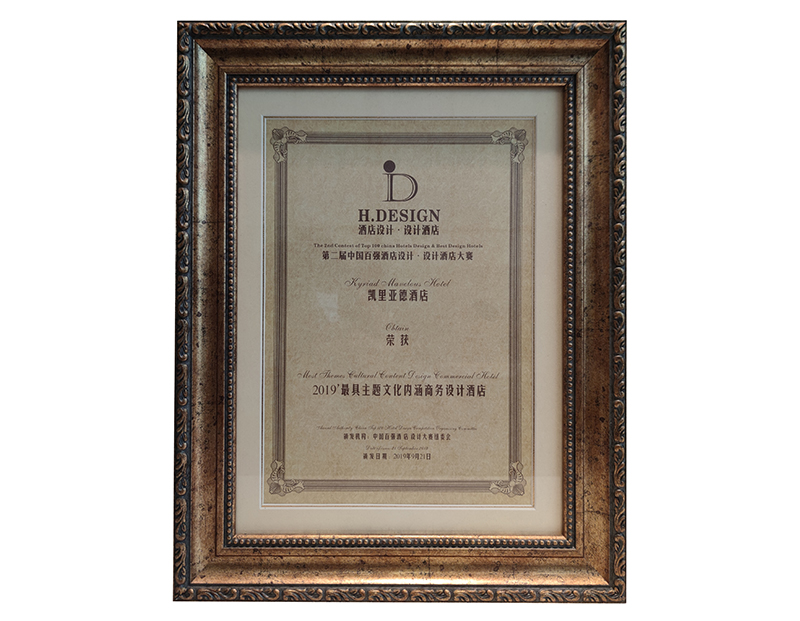 H.DESIGN
酒店设计·设计酒店
The 2nd Contest of Top 100 china Hotels Design & Best Design Hotels
第二届中国百强酒店设计·设计酒店大赛
Kyriad Marvelous Hotel
凯里亚德酒店
Obtain
荣获
Most Themes Cultural Content Design Commercial Hotel
2019'最具主题文化内涵商务设计酒店
颁发机构：中国百强酒店设计大赛组委会
颁发日期：2019年9月21日